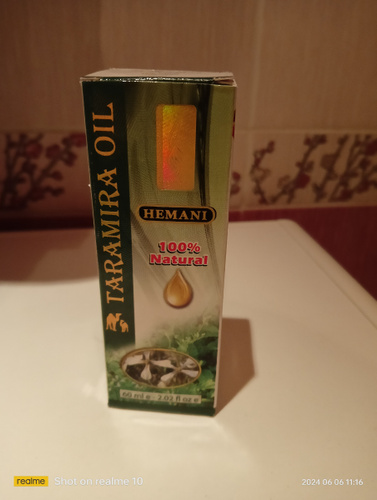 TARAMIRA OIL
HEMANI
100%
Natural
60 ml e - 2.02 fl oz e
realme
Shot on realme 10
2024 06 06 11:16